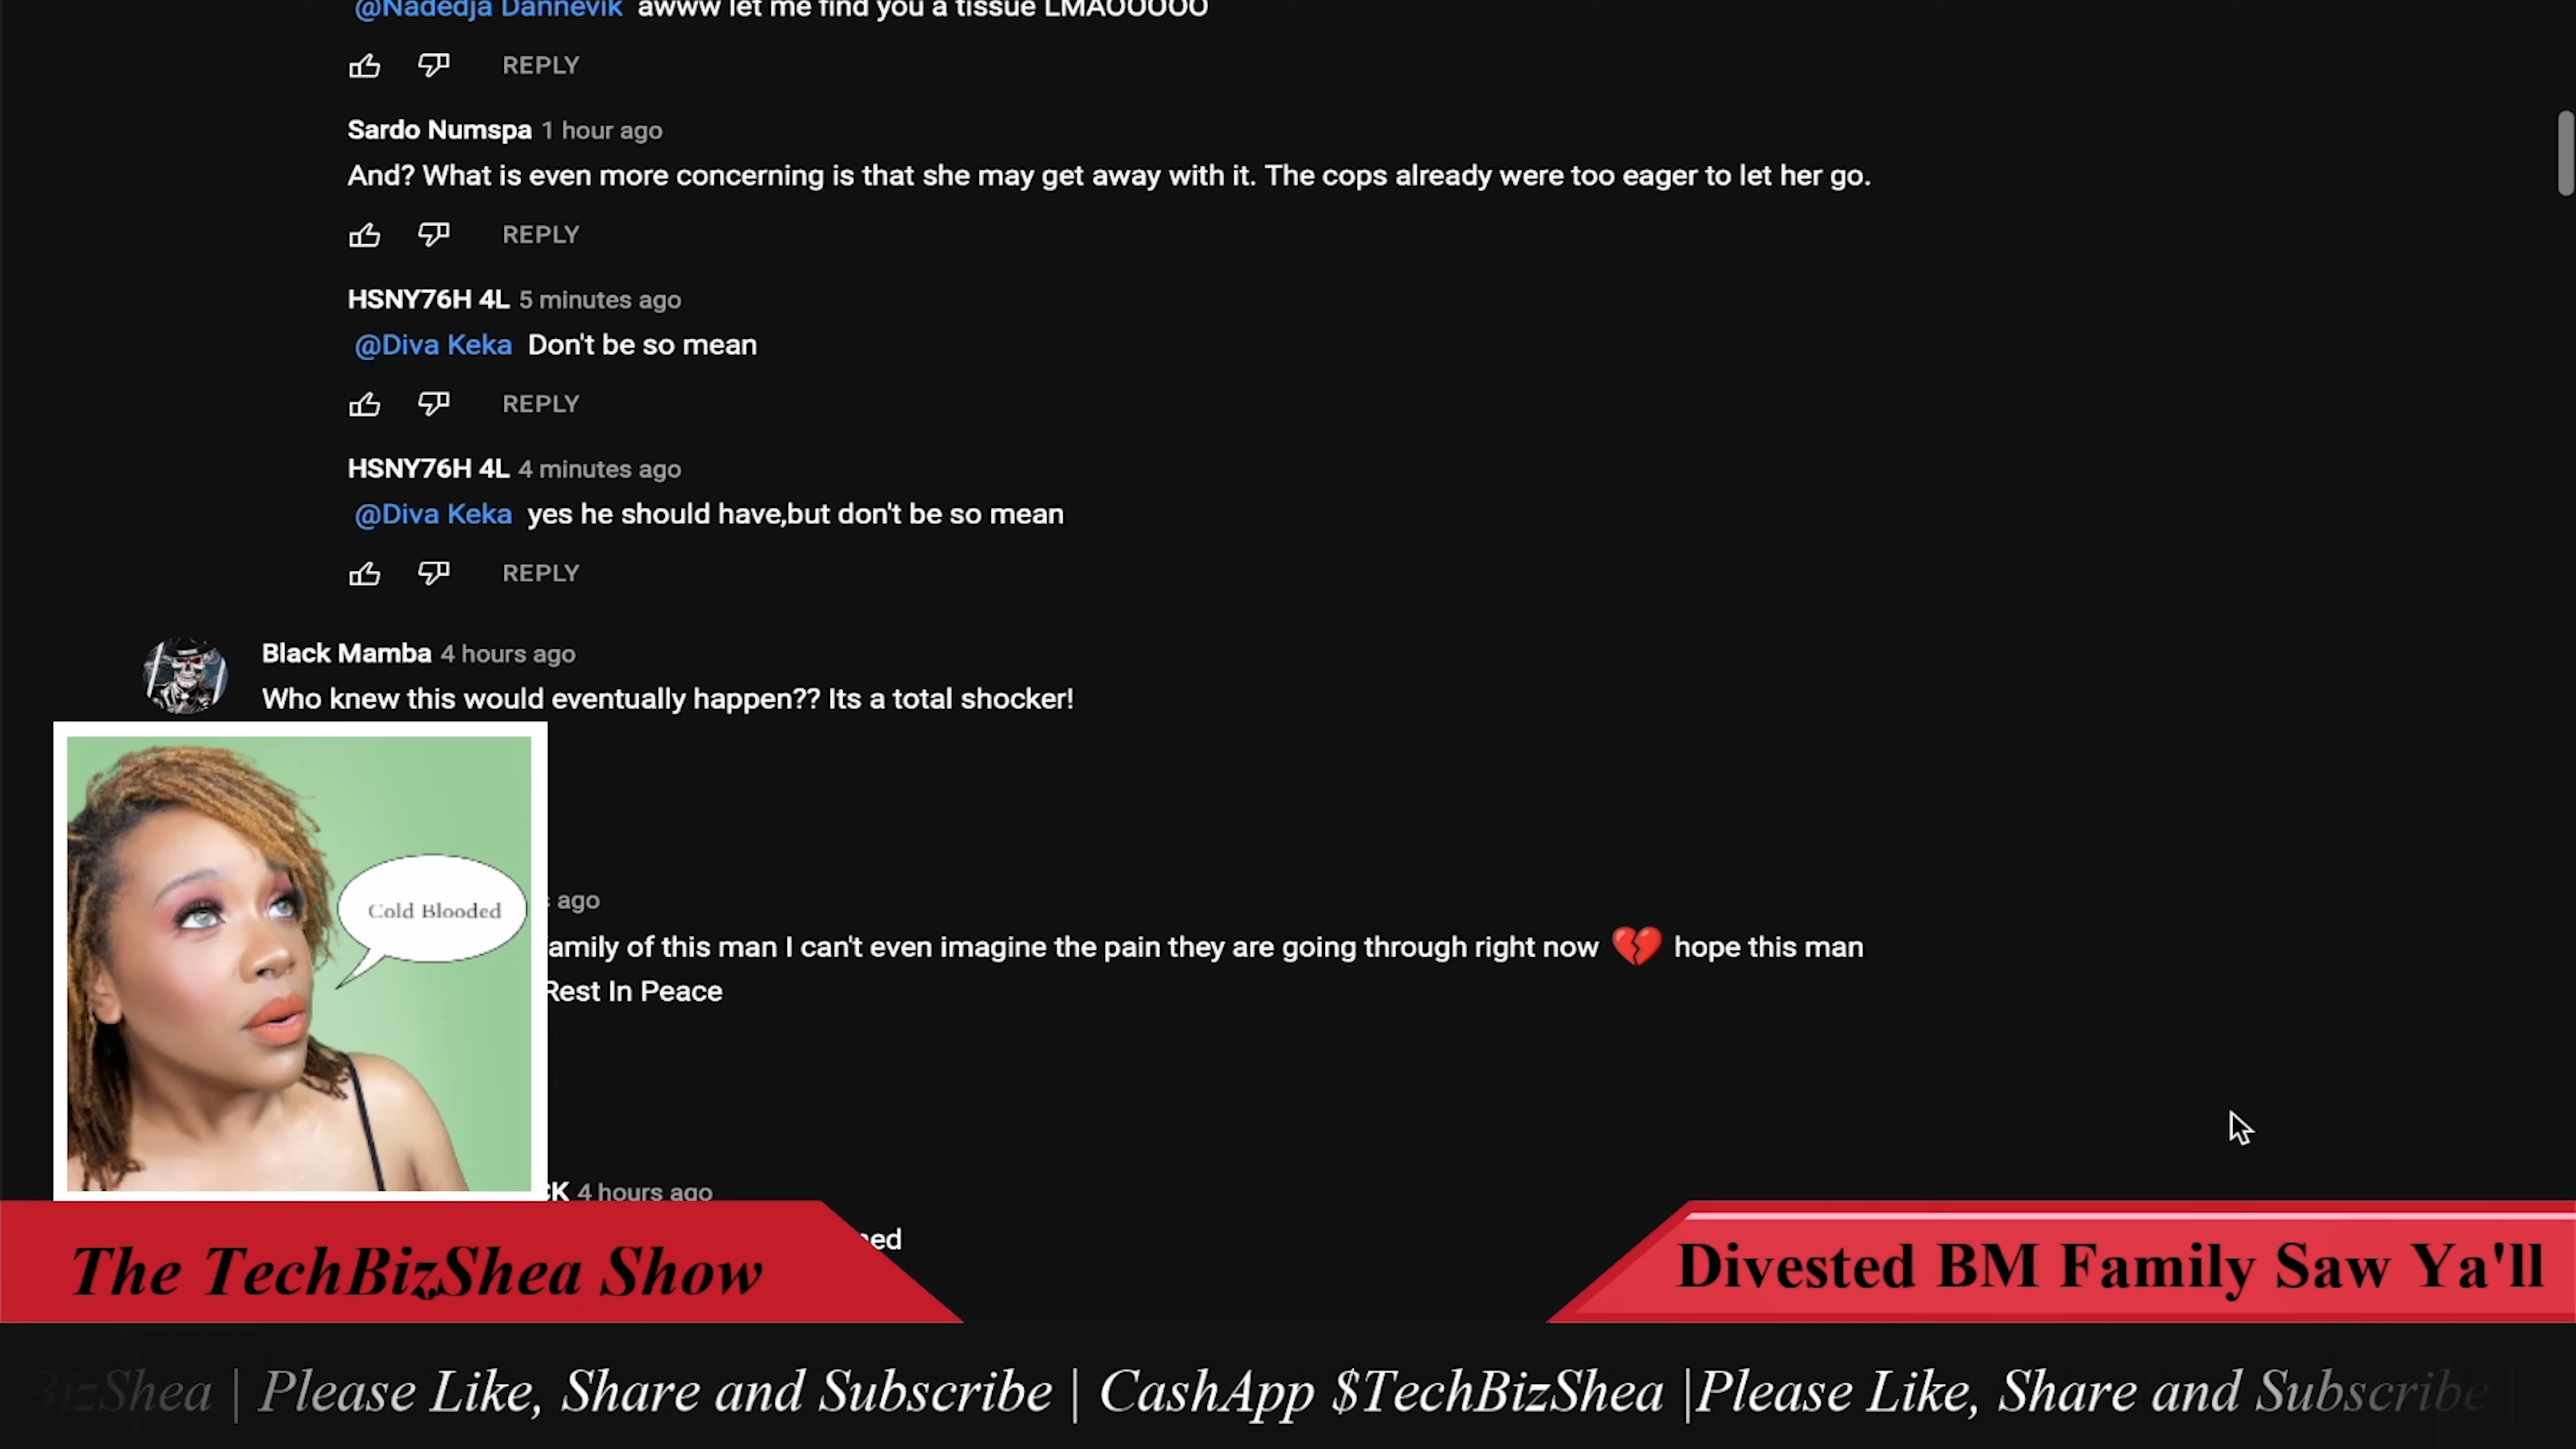 @Nadedja Dannevik awww let me find you a tissue LMAOOOOO
REPLY
Sardo Numspa 1 hour ago
And? What is even more concerning is that she may get away with it. The cops already were too eager to let her go.
REPLY
HSNY76H 4L 5 minutes ago
@Diva Keka Don't be so mean
REPLY
HSNY76H 4L 4 minutes ago
@Diva Keka yes he should have,but don't be so mean
REPLY
Black Mamba 4 hours ago
Who knew this would eventually happen?? Its a total shocker!
Cold Blooded
ago
family of this man I can't even imagine the pain they are going through right now 💔 hope this man
Rest In Peace
CK 4 hours ago
The TechBizShea Show
Divested BM Family Saw Ya'll
BizShea | Please Like, Share and Subscribe | CashApp $TechBizShea |Please Like, Share and Subscribe |